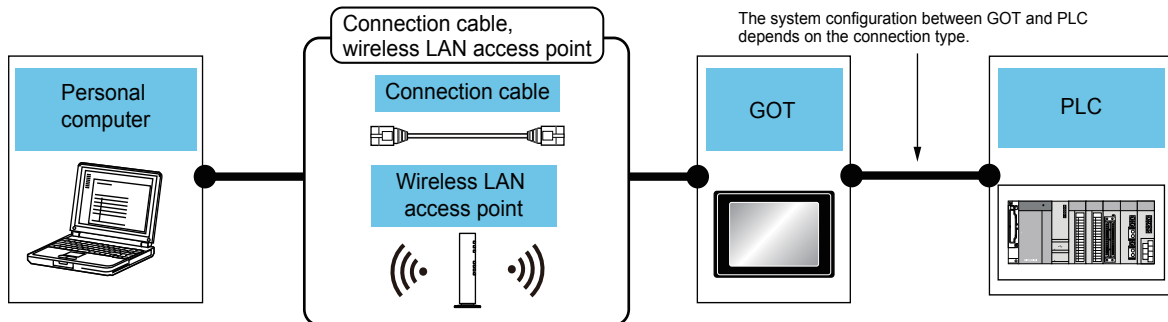 Connection cable,
wireless LAN access point
The system configuration between GOT and PLC
depends on the connection type.
Personal
computer
Connection cable
Wireless LAN
access point
GOT
PLC